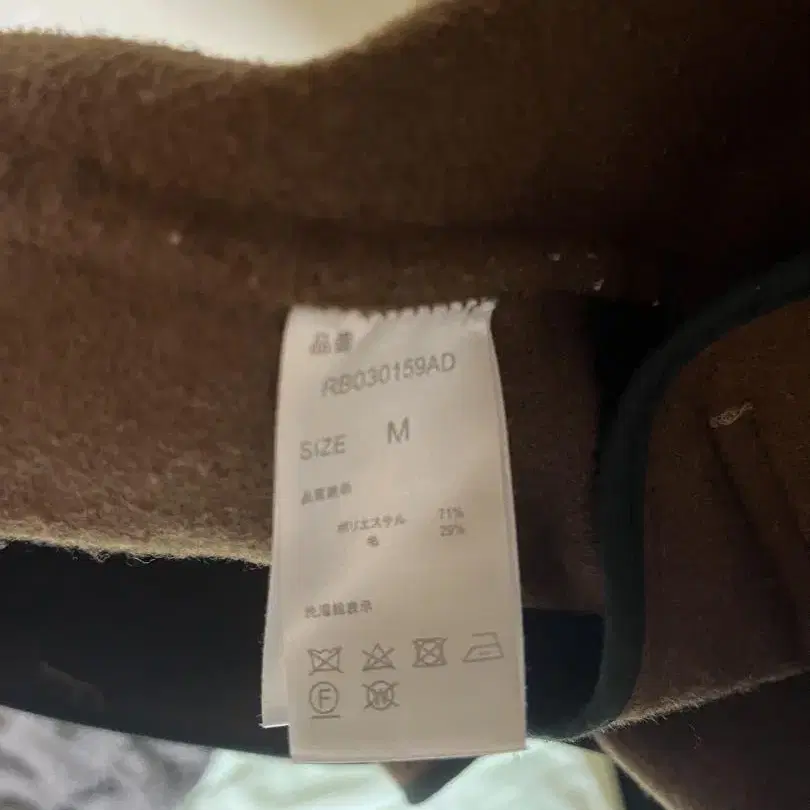 品番
RB030159AD
SIZE M
品質表示
ポリエステル 71%
毛 29%
洗濯絵表示
F
W